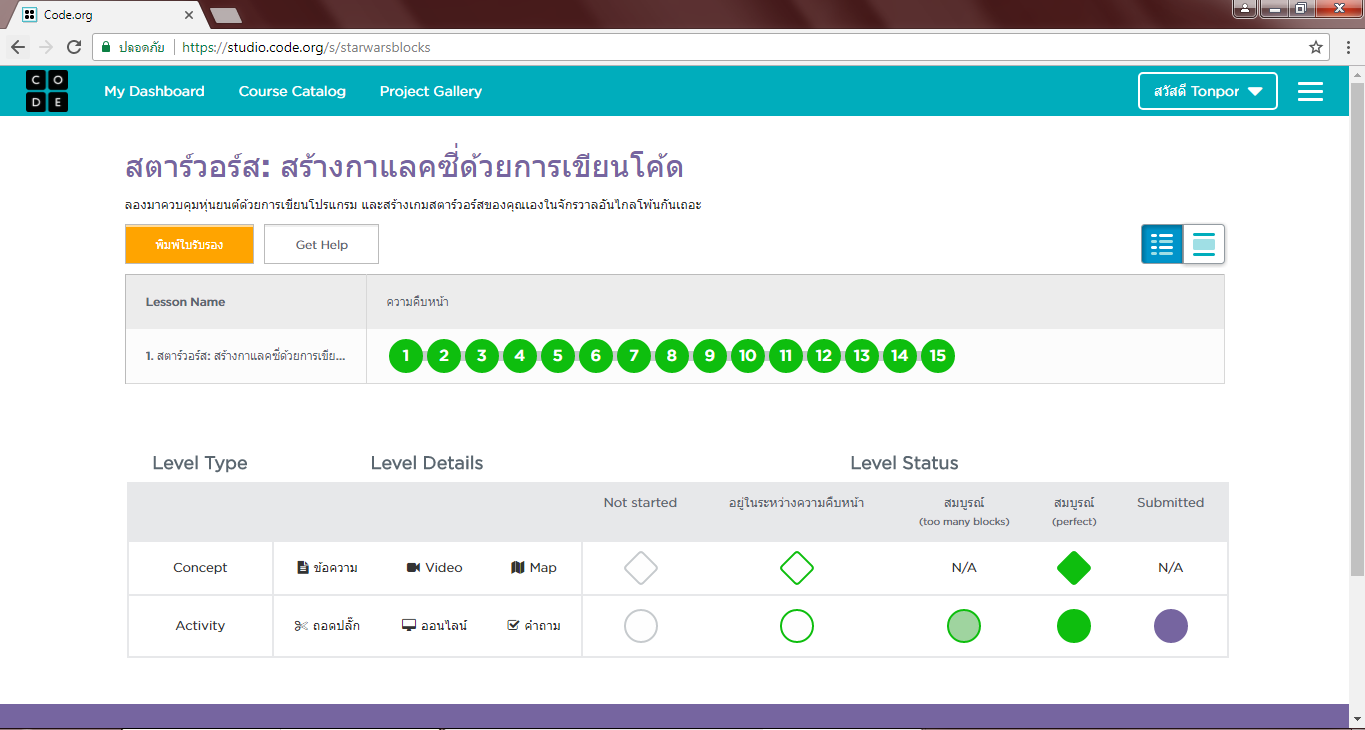 Code.org
ปลอดภัย https://studio.code.org/s/starwarsblocks
CODE My Dashboard Course Catalog Project Gallery สวัสดี Tonpor
สตาร์วอร์ส: สร้างกาแลคซี่ด้วยการเขียนโค้ด
ลองมาควบคุมหุ่นยนต์ด้วยการเขียนโปรแกรม และสร้างเกมสตาร์วอร์สของคุณเองในจักรวาลอันไกลโพ้นกันเถอะ
พิมพ์ใบรับรอง Get Help
Lesson Name ความคืบหน้า
1. สตาร์วอร์ส: สร้างกาแลคซี่ด้วยการเขีย... 1 2 3 4 5 6 7 8 9 10 11 12 13 14 15
Level Type Level Details Level Status
Not started อยู่ในระหว่างความคืบหน้า สมบูรณ์ สมบูรณ์ Submitted
(too many blocks) (perfect)
Concept ข้อความ Video Map N/A N/A
Activity ถอดปลั๊ก ออนไลน์ คำถาม